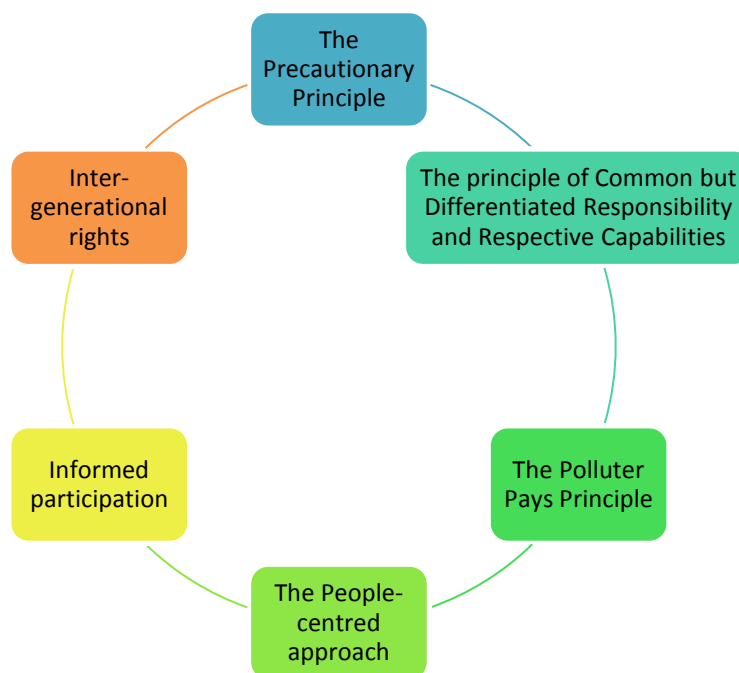 The
Precautionary
Principle
The principle of Common but
Differentiated Responsibility
and Respective Capabilities
The Polluter
Pays Principle
The People-
centred
approach
Informed
participation
Inter-
generational
rights